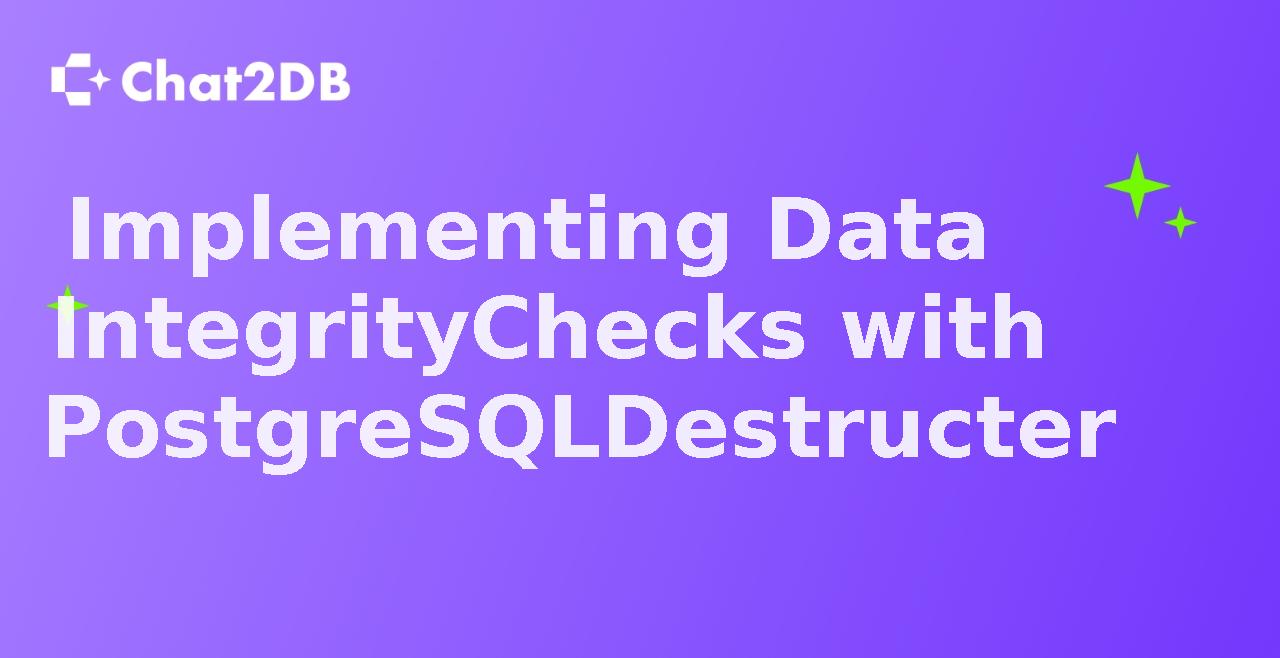 Chat2DB
Implementing Data
IntegrityChecks with
PostgreSQLDestructer